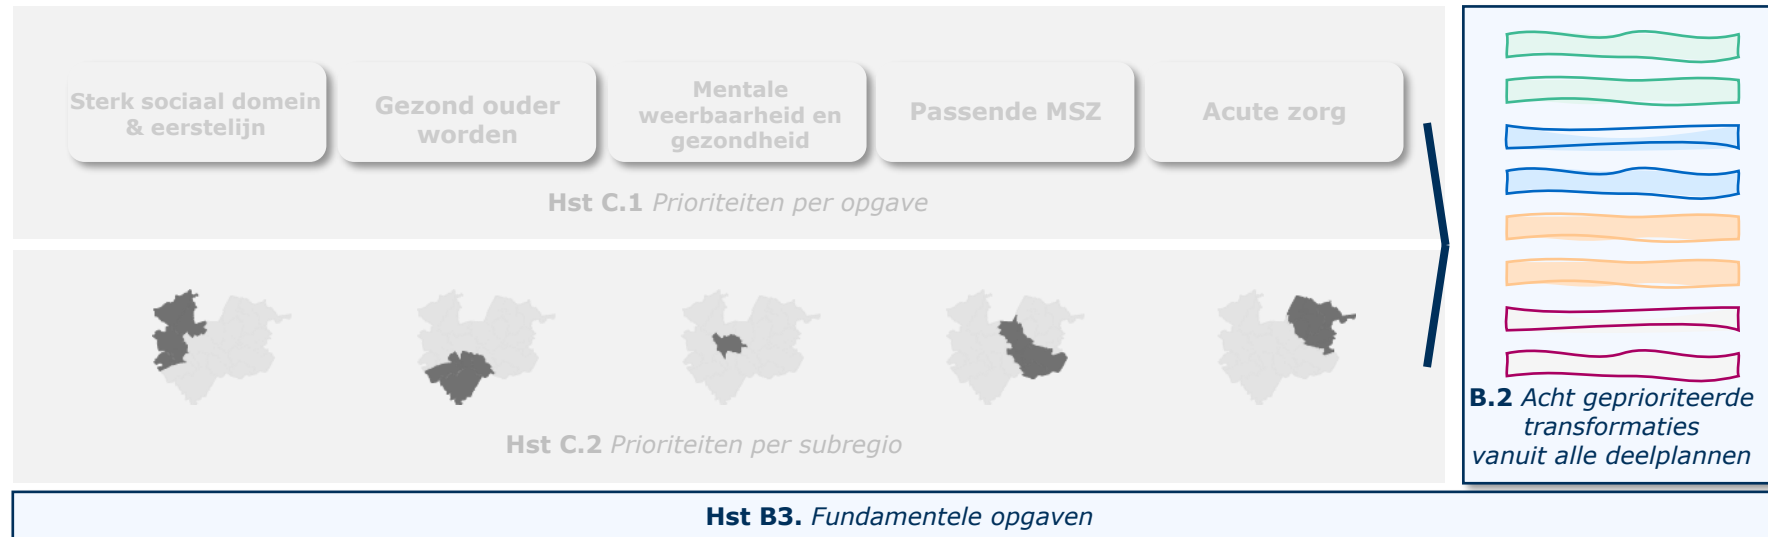 Sterk sociaal domein
& eerstelijn
Gezond ouder
worden
Mentale
weerbaarheid en
gezondheid
Passende MSZ
Acute zorg
Hst C.1 Prioriteiten per opgave
Hst C.2 Prioriteiten per subregio
B.2 Acht geprioriteerde
transformaties
vanuit alle deelplannen
Hst B3. Fundamentele opgaven